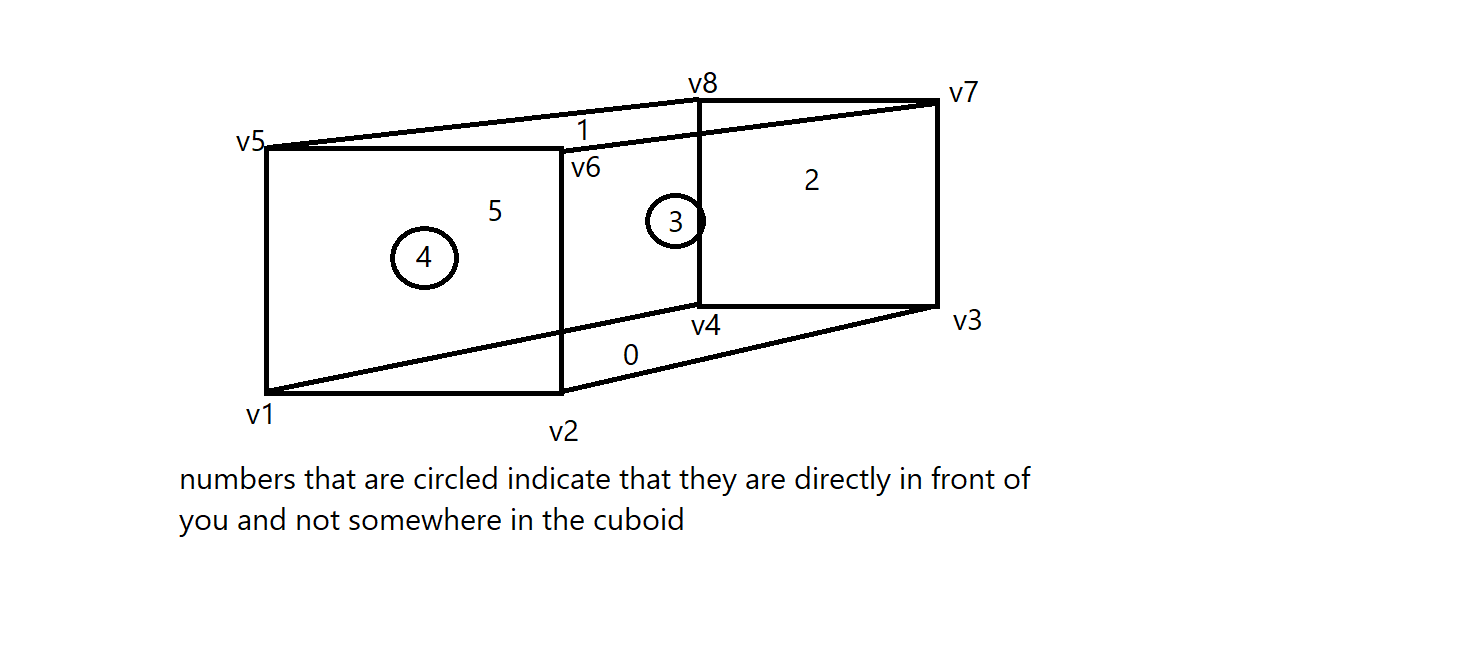 v8
v7
1
v5
v6
2
5
3
4
v4
v3
0
v1
v2
numbers that are circled indicate that they are directly in front of
you and not somewhere in the cuboid